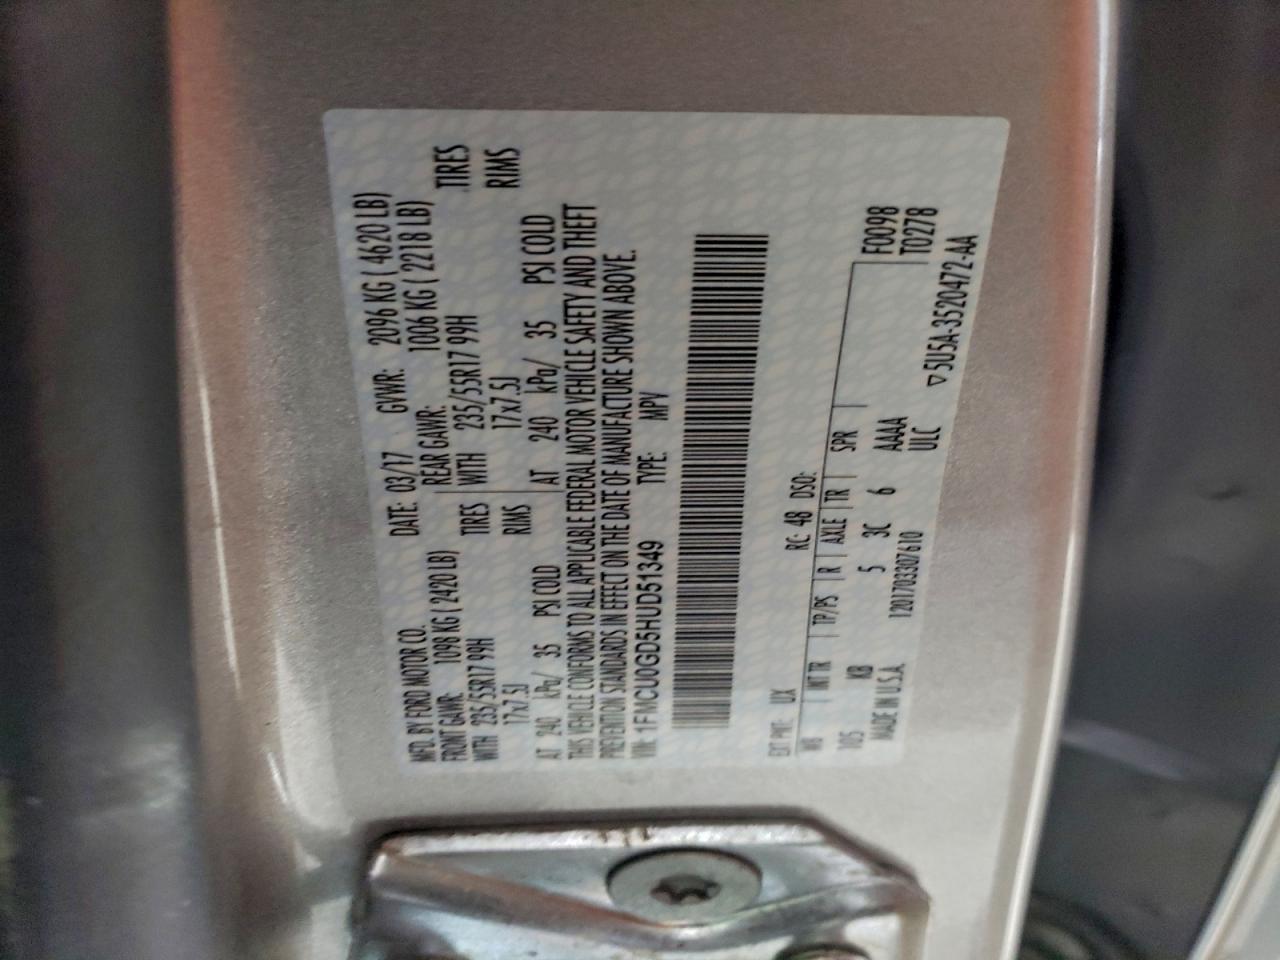 MFD. BY FORD MOTOR CO. DATE: 03/17 GVWR: 2096 KG ( 4620 LB)
FRONT GAWR: 1098 KG ( 2420 LB) REAR GAWR: 1006 KG ( 2218 LB)
WITH 235/55R17 99H TIRES WITH 235/55R17 99H TIRES
17x7.5J RIMS 17x7.5J RIMS
AT 240 kPa/ 35 PSI COLD AT 240 kPa/ 35 PSI COLD
THIS VEHICLE CONFORMS TO ALL APPLICABLE FEDERAL MOTOR VEHICLE SAFETY AND THEFT
PREVENTION STANDARDS IN EFFECT ON THE DATE OF MANUFACTURE SHOWN ABOVE.
VIN: 1FMCU0GD5HUD51349 TYPE: MPV
EXT PNT: UX RC: 48 DSO:
WB INT TR TP/PS R AXLE TR SPR F0098
105 KB 5 3C 6 AAAA T0278
ULC
MADE IN U.S.A. 120170330761​0 ▽5U5A-3520472-AA